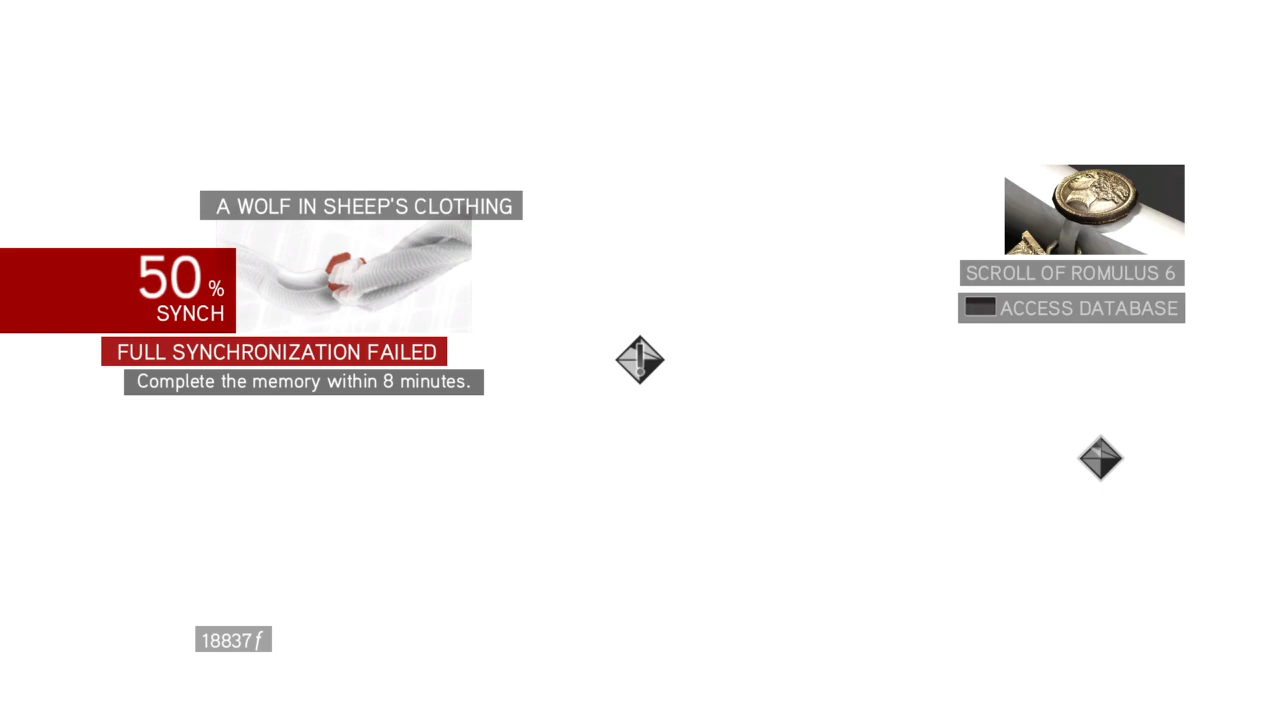 A WOLF IN SHEEP'S CLOTHING
50 %
SYNCH
FULL SYNCHRONIZATION FAILED
Complete the memory within 8 minutes.
SCROLL OF ROMULUS 6
ACCESS DATABASE
18837ƒ